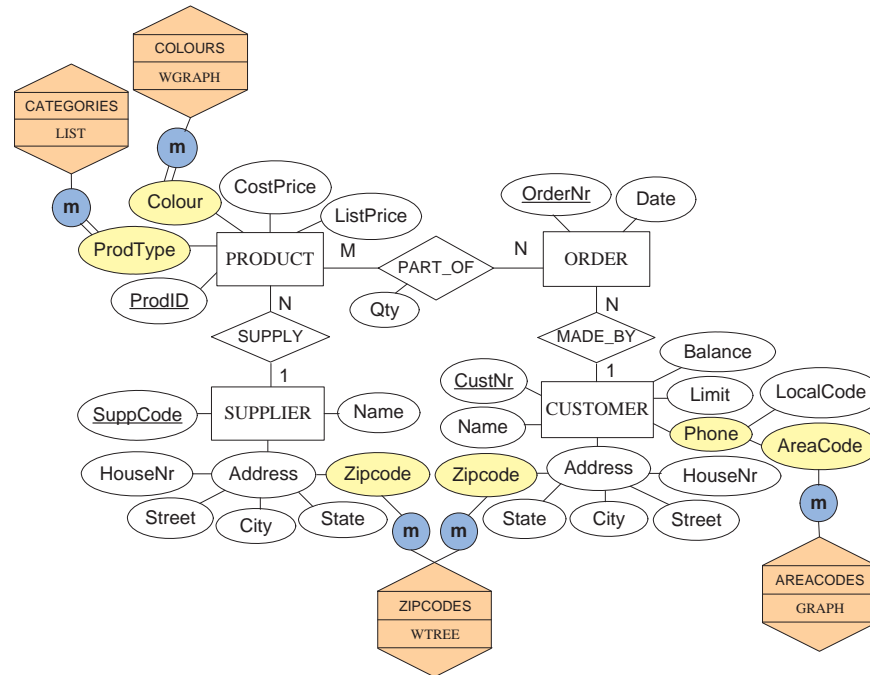 COLOURS
WGRAPH
CATEGORIES
LIST
m
m
Colour
CostPrice
ListPrice
OrderNr
Date
ProdType
PRODUCT
M
PART_OF
N
ORDER
ProdID
Qty
N
N
SUPPLY
MADE_BY
1
1
Balance
CustNr
Limit
LocalCode
SuppCode
SUPPLIER
Name
Name
CUSTOMER
Phone
AreaCode
HouseNr
Address
Zipcode
Zipcode
Address
HouseNr
Street
City
State
State
City
Street
m
m
m
ZIPCODES
WTREE
AREACODES
GRAPH